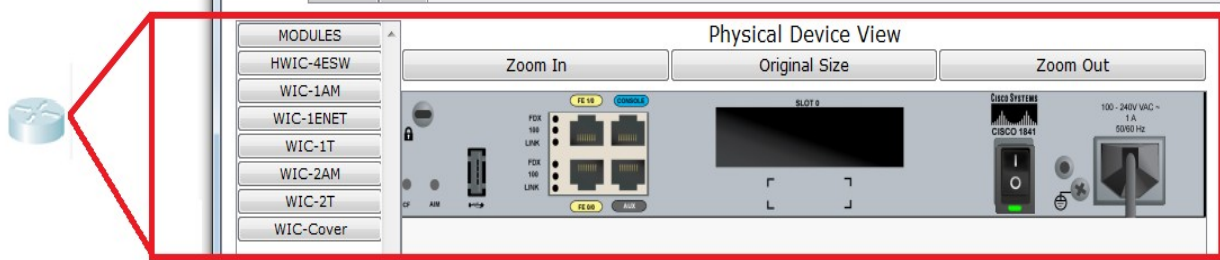 Physical Device View
MODULES
HWIC-4ESW
WIC-1AM
WIC-1ENET
WIC-1T
WIC-2AM
WIC-2T
WIC-Cover
Zoom In
Original Size
Zoom Out
FE 1/0 CONSOLE
FDX
100
LINK
FDX
100
LINK
FE 0/0 AUX
CF AIM
SLOT 0
CISCO SYSTEMS
CISCO 1841
I
O
100 - 240V VAC ~
1 A
50/60 Hz